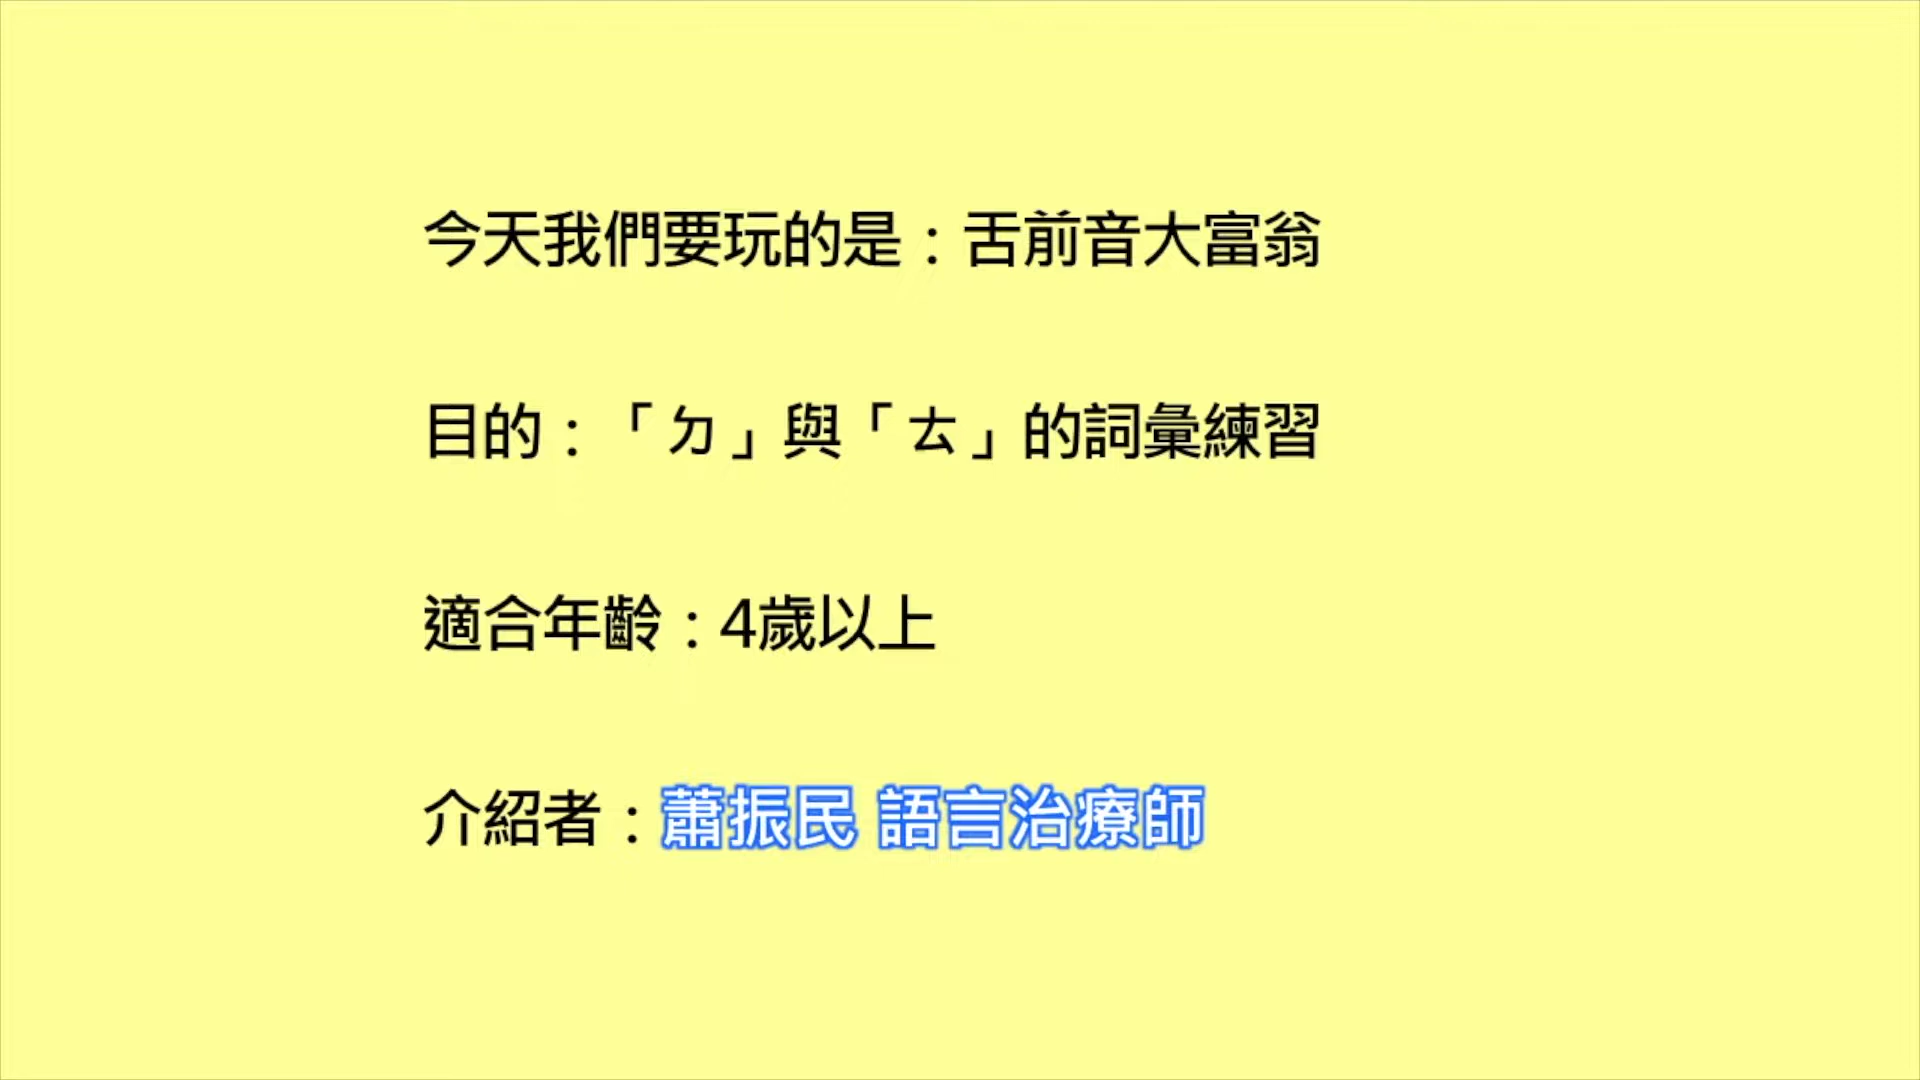 今天我們要玩的是：舌前音大富翁
目的：「ㄉ」與「ㄊ」的詞彙練習
適合年齡：4歲以上
介紹者：蕭振民 語言治療師